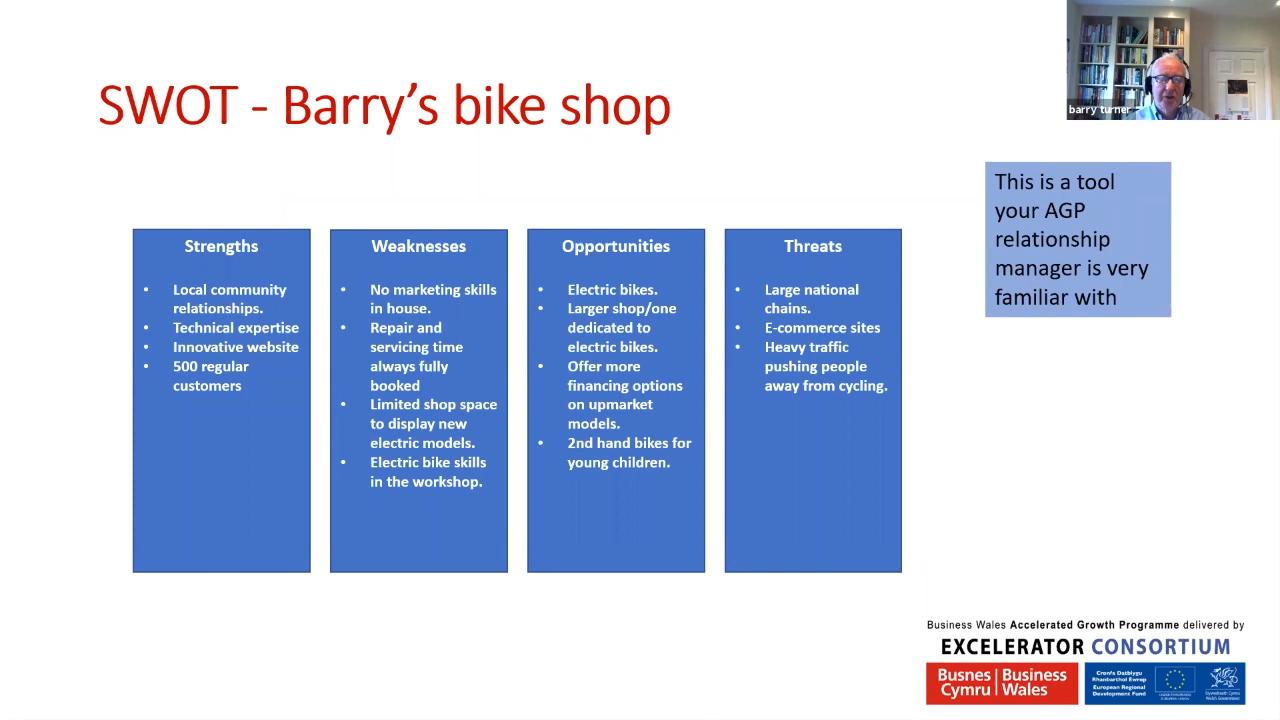 SWOT - Barry's bike shop
barry turner
This is a tool
your AGP
relationship
manager is very
familiar with
Strengths
• Local community
relationships.
• Technical expertise
• Innovative website
• 500 regular
customers
Weaknesses
• No marketing skills
in house.
• Repair and
servicing time
always fully
booked
• Limited shop space
to display new
electric models.
• Electric bike skills
in the workshop.
Opportunities
• Electric bikes.
• Larger shop/one
dedicated to
electric bikes.
• Offer more
financing options
on upmarket
models.
• 2nd hand bikes for
young children.
Threats
• Large national
chains.
• E-commerce sites
• Heavy traffic
pushing people
away from cycling.
Business Wales Accelerated Growth Programme delivered by
EXCELERATOR CONSORTIUM
Busnes
Cymru
Business
Wales
Cronfa Datblygu
Rhanbarthol Ewrop
European Regional
Development Fund
Llywodraeth Cymru
Welsh Government